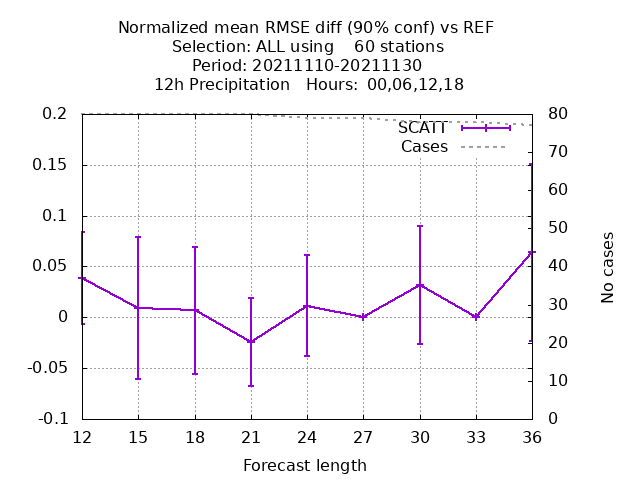 Normalized mean RMSE diff (90% conf) vs REF
Selection: ALL using    60 stations
Period: 20211110-20211130
12h Precipitation   Hours:  00,06,12,18
SCATT
Cases
0.2
0.15
0.1
0.05
0
-0.05
-0.1
80
70
60
50
40
30
20
10
0
No cases
12 15 18 21 24 27 30 33 36
Forecast length